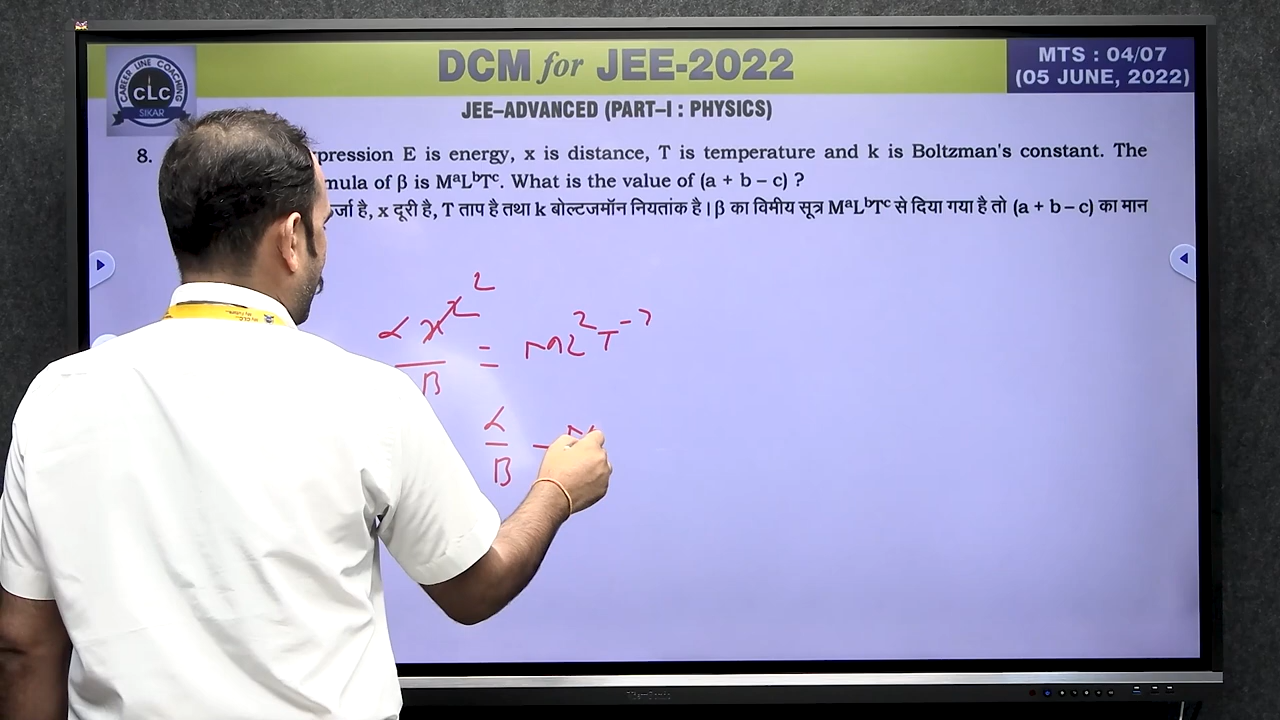 DCM for JEE-2022
MTS : 04/07
(05 JUNE, 2022)
CAREER LINE COACHING
CLC
SIKAR
JEE–ADVANCED (PART–I : PHYSICS)
8. pression E is energy, x is distance, T is temperature and k is Boltzman's constant. The
mula of β is MᵃLᵇTᶜ. What is the value of (a + b – c) ?
र्जा है, x दूरी है, T ताप है तथा k बोल्टजमॉन नियतांक है। β का विमीय सूत्र MᵃLᵇTᶜ से दिया गया है तो (a + b – c) का मान
α x²
/ β = ML²T⁻²
α / β